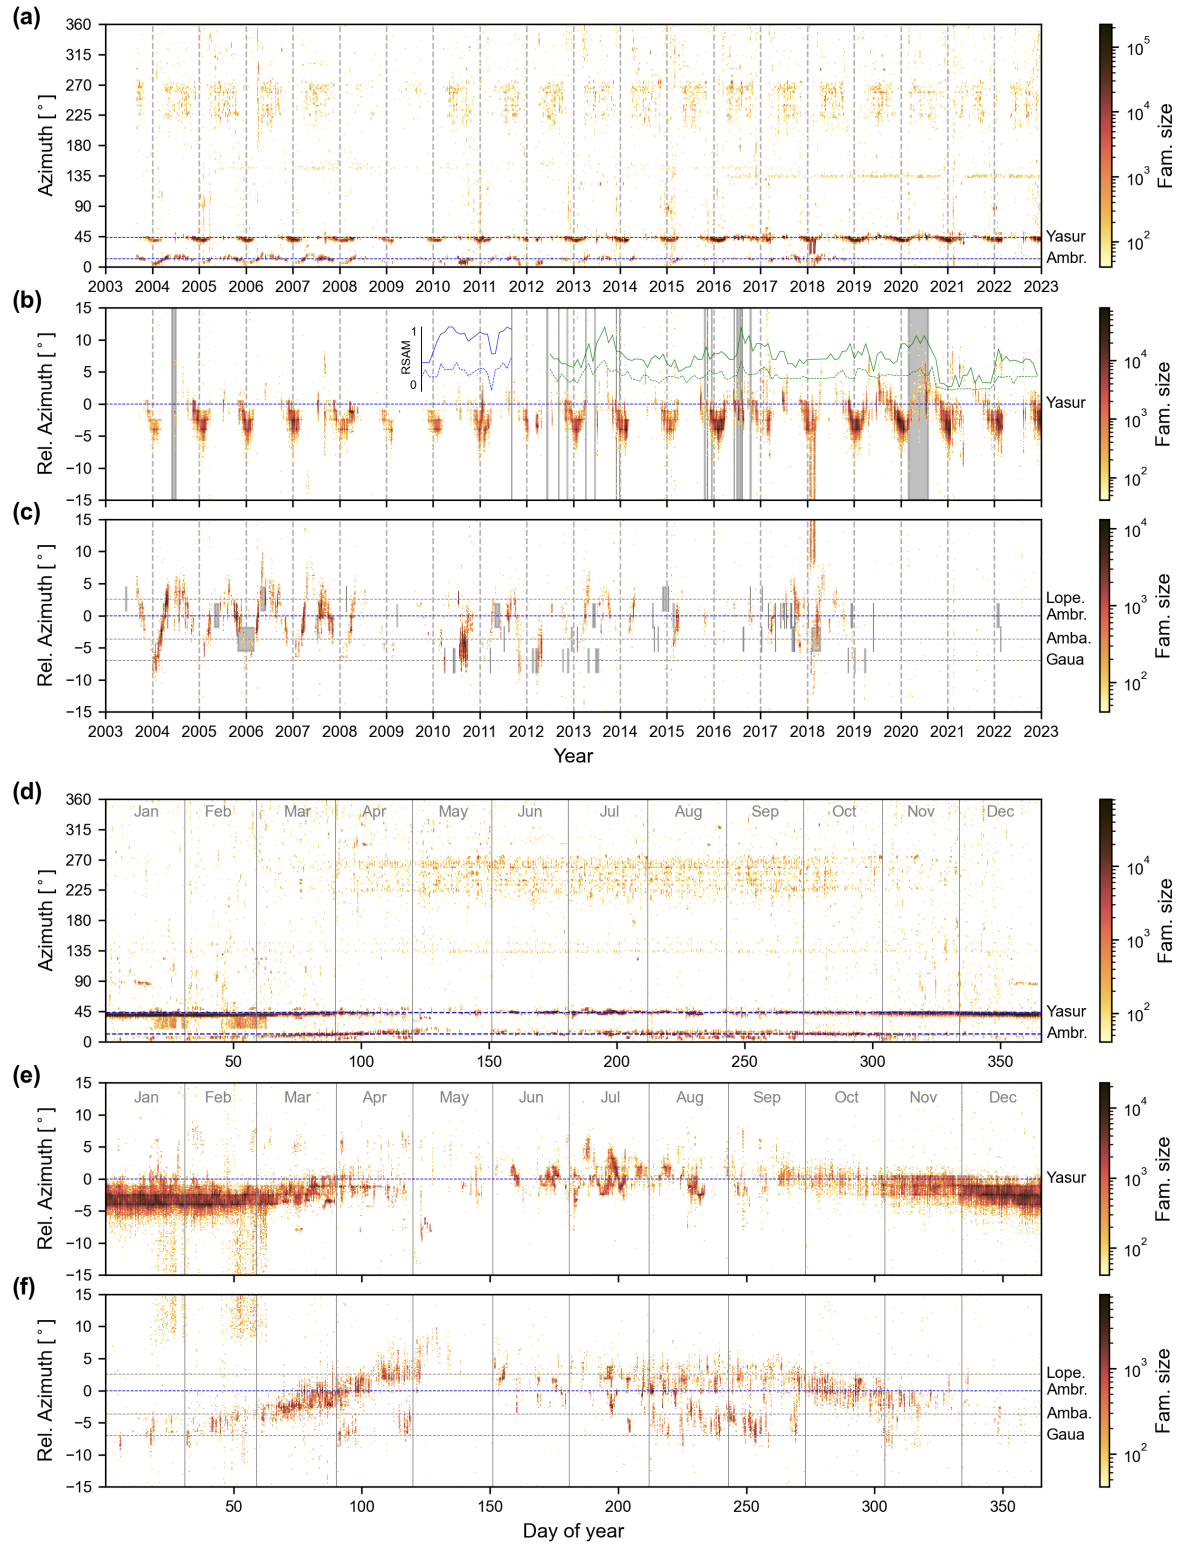 (a)
360
315
270
225
180
135
90
45
0
Azimuth [°]
Yasur
Ambr.
2003 2004 2005 2006 2007 2008 2009 2010 2011 2012 2013 2014 2015 2016 2017 2018 2019 2020 2021 2022 2023
10^5
10^4
10^3
10^2
Fam. size
(b)
15
10
5
0
−5
−10
−15
Rel. Azimuth [°]
1
RSAM
0
Yasur
10^4
10^3
10^2
Fam. size
(c)
15
10
5
0
−5
−10
−15
Rel. Azimuth [°]
Lope.
Ambr.
Amba.
Gaua
2003 2004 2005 2006 2007 2008 2009 2010 2011 2012 2013 2014 2015 2016 2017 2018 2019 2020 2021 2022 2023
Year
10^4
10^3
10^2
Fam. size
(d)
360
315
270
225
180
135
90
45
0
Azimuth [°]
Jan Feb Mar Apr May Jun Jul Aug Sep Oct Nov Dec
Yasur
Ambr.
50 100 150 200 250 300 350
10^4
10^3
10^2
Fam. size
(e)
15
10
5
0
−5
−10
−15
Rel. Azimuth [°]
Jan Feb Mar Apr May Jun Jul Aug Sep Oct Nov Dec
Yasur
10^4
10^3
10^2
Fam. size
(f)
15
10
5
0
−5
−10
−15
Rel. Azimuth [°]
Lope.
Ambr.
Amba.
Gaua
50 100 150 200 250 300 350
Day of year
10^3
10^2
Fam. size